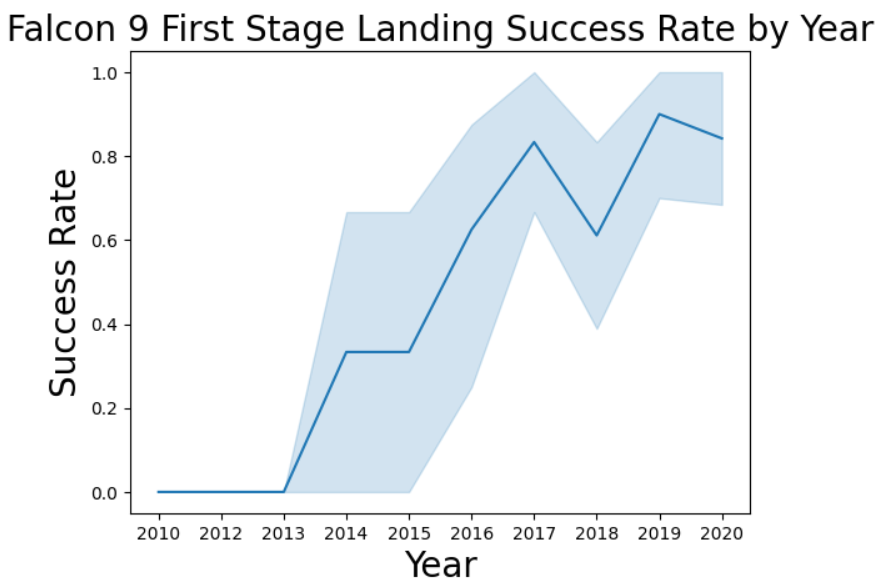 Falcon 9 First Stage Landing Success Rate by Year
1.0
0.8
0.6
0.4
0.2
0.0
Success Rate
2010 2012 2013 2014 2015 2016 2017 2018 2019 2020
Year